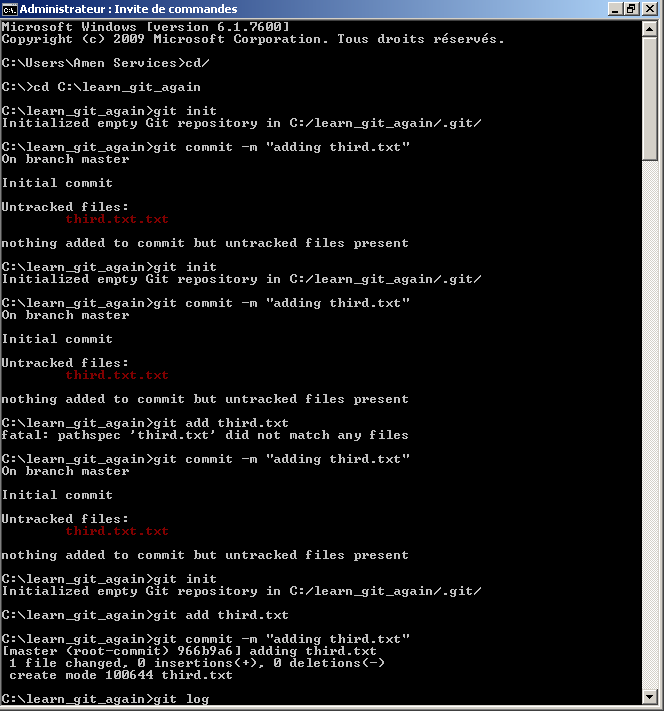 Administrateur : Invite de commandes
Microsoft Windows [version 6.1.7600]
Copyright (c) 2009 Microsoft Corporation. Tous droits réservés.
C:\Users\Amen Services>cd/
C:\>cd C:\learn_git_again
C:\learn_git_again>git init
Initialized empty Git repository in C:/learn_git_again/.git/
C:\learn_git_again>git commit -m "adding third.txt"
On branch master
Initial commit
Untracked files:
third.txt.txt
nothing added to commit but untracked files present
C:\learn_git_again>git init
Initialized empty Git repository in C:/learn_git_again/.git/
C:\learn_git_again>git commit -m "adding third.txt"
On branch master
Initial commit
Untracked files:
third.txt.txt
nothing added to commit but untracked files present
C:\learn_git_again>git add third.txt
fatal: pathspec 'third.txt' did not match any files
C:\learn_git_again>git commit -m "adding third.txt"
On branch master
Initial commit
Untracked files:
third.txt.txt
nothing added to commit but untracked files present
C:\learn_git_again>git init
Initialized empty Git repository in C:/learn_git_again/.git/
C:\learn_git_again>git add third.txt
C:\learn_git_again>git commit -m "adding third.txt"
[master (root-commit) 966b9a6] adding third.txt
1 file changed, 0 insertions(+), 0 deletions(-)
create mode 100644 third.txt
C:\learn_git_again>git log